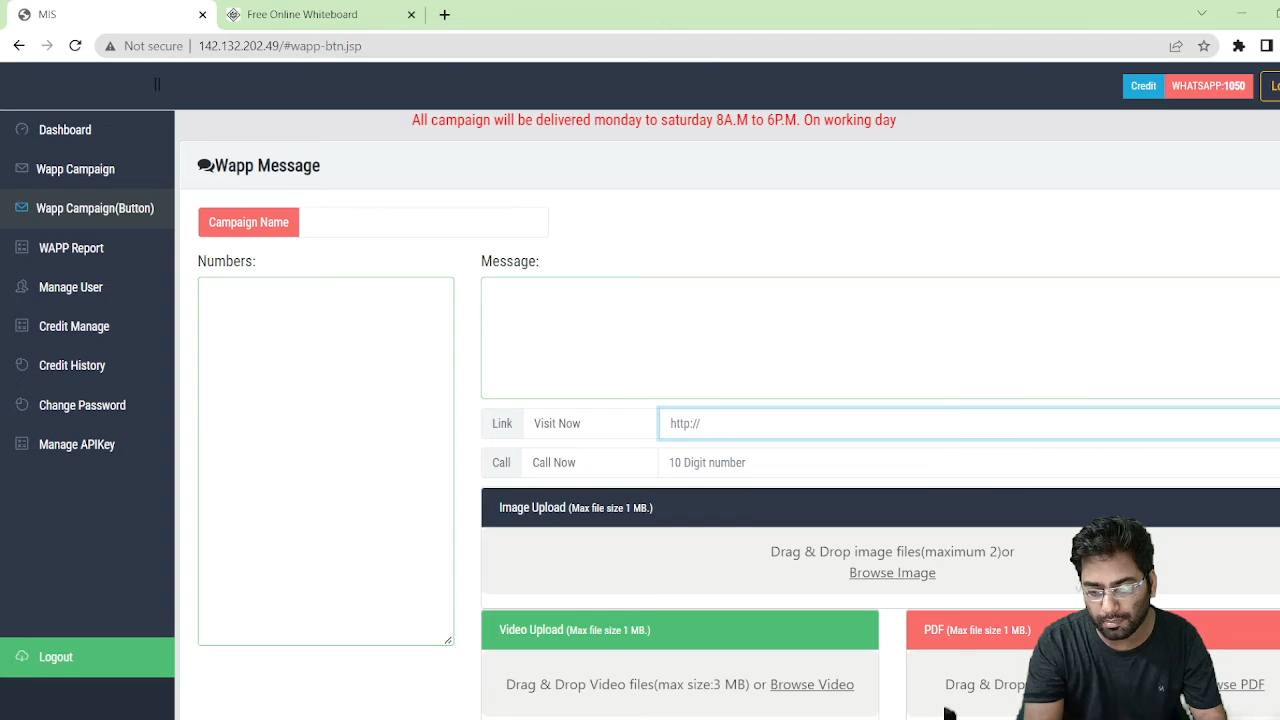 MIS
Free Online Whiteboard
Not secure
142.132.202.49/#wapp-btn.jsp
Credit
WHATSAPP:1050
All campaign will be delivered monday to saturday 8A.M to 6P.M. On working day
Dashboard
Wapp Campaign
Wapp Campaign(Button)
WAPP Report
Manage User
Credit Manage
Credit History
Change Password
Manage APIKey
Logout
Wapp Message
Campaign Name
Numbers:
Message:
Link
Visit Now
http://
Call
Call Now
10 Digit number
Image Upload (Max file size 1 MB.)
Drag & Drop image files(maximum 2)or
Browse Image
Video Upload (Max file size 1 MB.)
Drag & Drop Video files(max size:3 MB) or Browse Video
PDF (Max file size 1 MB.)
Drag & Drop
PDF